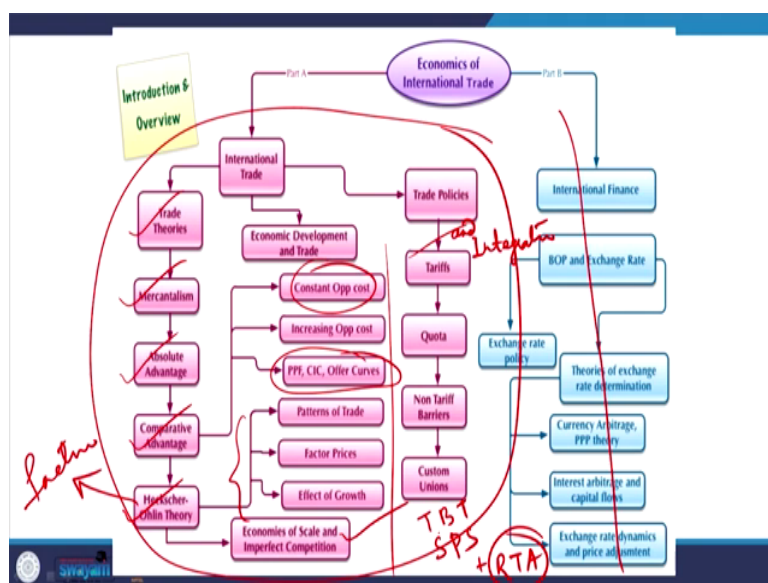 Introduction &
Overview
Economics of
International Trade
Part A
Part B
International
Trade
Trade
Theories
Mercantalism
Absolute
Advantage
Comparative
Advantage
Heckscher-
Ohlin Theory
Economic Development
and Trade
Constant Opp cost
Increasing Opp cost
PPF, CIC, Offer Curves
Patterns of Trade
Factor Prices
Effect of Growth
Economies of Scale and
Imperfect Competition
Trade Policies
and Integration
Tariffs
Quota
Non Tariff
Barriers
Custom
Unions
TBT
SPS
+ RTA
International Finance
BOP and Exchange Rate
Exchange rate
policy
Theories of exchange
rate determination
Currency Arbitrage,
PPP theory
Interest arbitrage and
capital flows
Exchange rate dynamics
and price adjustment
swayam